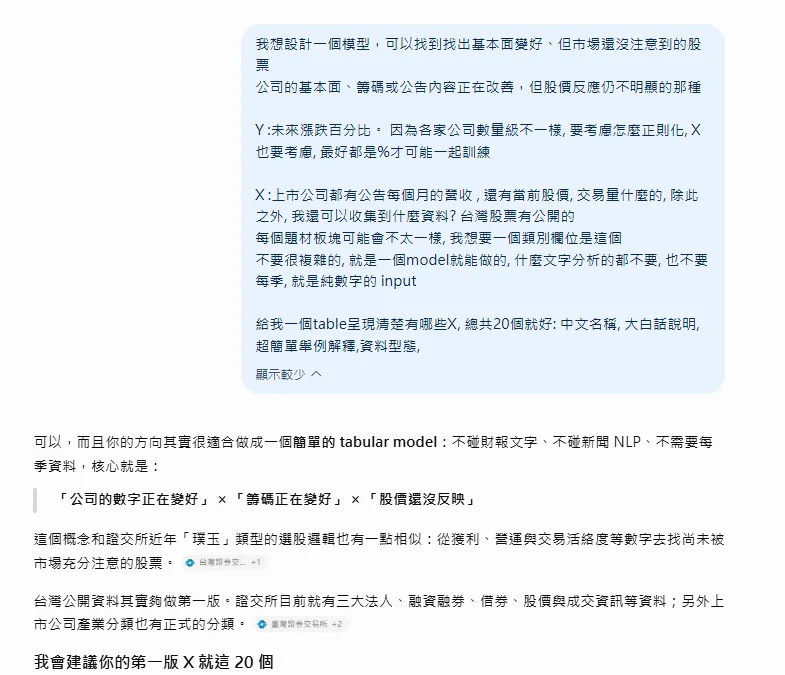 我想設計一個模型，可以找到找出基本面變好、但市場還沒注意到的股
票
公司的基本面、籌碼或公告內容正在改善，但股價反應仍不明顯的那種
Y :未來漲跌百分比。 因為各家公司數量級不一樣, 要考慮怎麼正則化, X
也要考慮, 最好都是%才可能一起訓練
X :上市公司都有公告每個月的營收 , 還有當前股價, 交易量什麼的, 除此
之外, 我還可以收集到什麼資料? 台灣股票有公開的
每個題材板塊可能會不太一樣, 我想要一個類別欄位是這個
不要很複雜的, 就是一個model就能做的, 什麼文字分析的都不要, 也不要
每季, 就是純數字的 input
給我一個table呈現清楚有哪些X, 總共20個就好: 中文名稱, 大白話說明,
超簡單舉例解釋,資料型態,
顯示較少
可以，而且你的方向其實很適合做成一個簡單的 tabular model：不碰財報文字、不碰新聞 NLP、不需要每
季資料，核心就是：
「公司的數字正在變好」 × 「籌碼正在變好」 × 「股價還沒反映」
這個概念和證交所近年「璞玉」類型的選股邏輯也有一點相似：從獲利、營運與交易活絡度等數字去找尚未被
市場充分注意的股票。 台灣證券交... +1
台灣公開資料其實夠做第一版。證交所目前就有三大法人、融資融券、借券、股價與成交資訊等資料；另外上
市公司產業分類也有正式的分類。 臺灣證券交易所 +2
我會建議你的第一版 X 就這 20 個